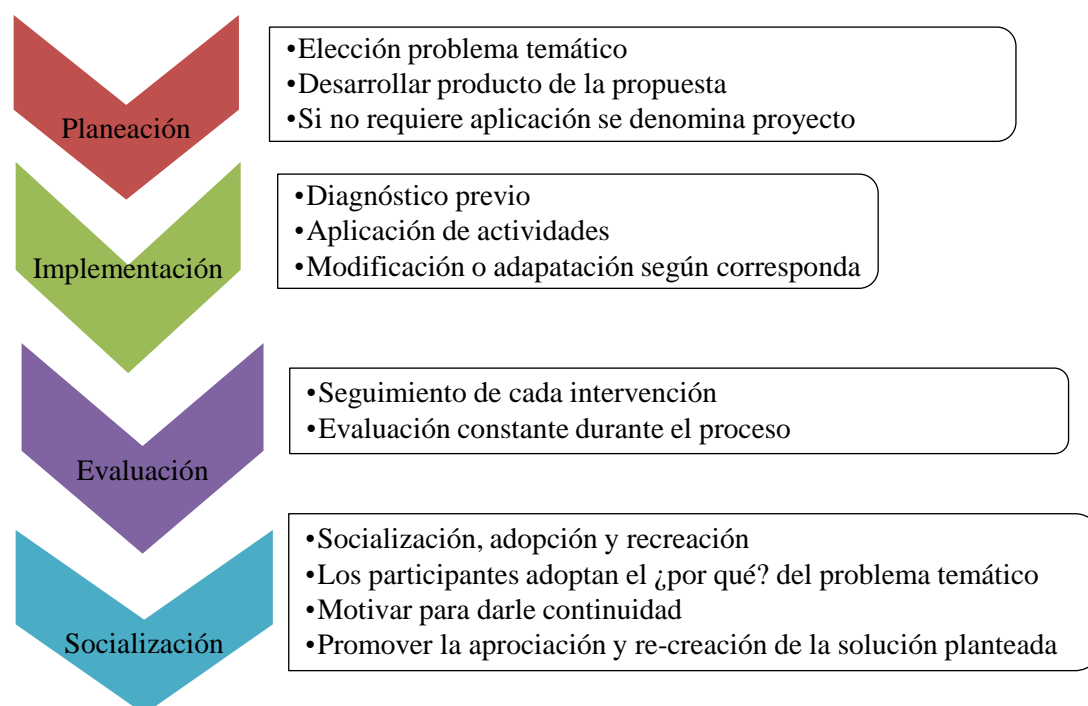 Planeación
•Elección problema temático
•Desarrollar producto de la propuesta
•Si no requiere aplicación se denomina proyecto
Implementación
•Diagnóstico previo
•Aplicación de actividades
•Modificación o adapatación según corresponda
Evaluación
•Seguimiento de cada intervención
•Evaluación constante durante el proceso
Socialización
•Socialización, adopción y recreación
•Los participantes adoptan el ¿por qué? del problema temático
•Motivar para darle continuidad
•Promover la aprociación y re-creación de la solución planteada